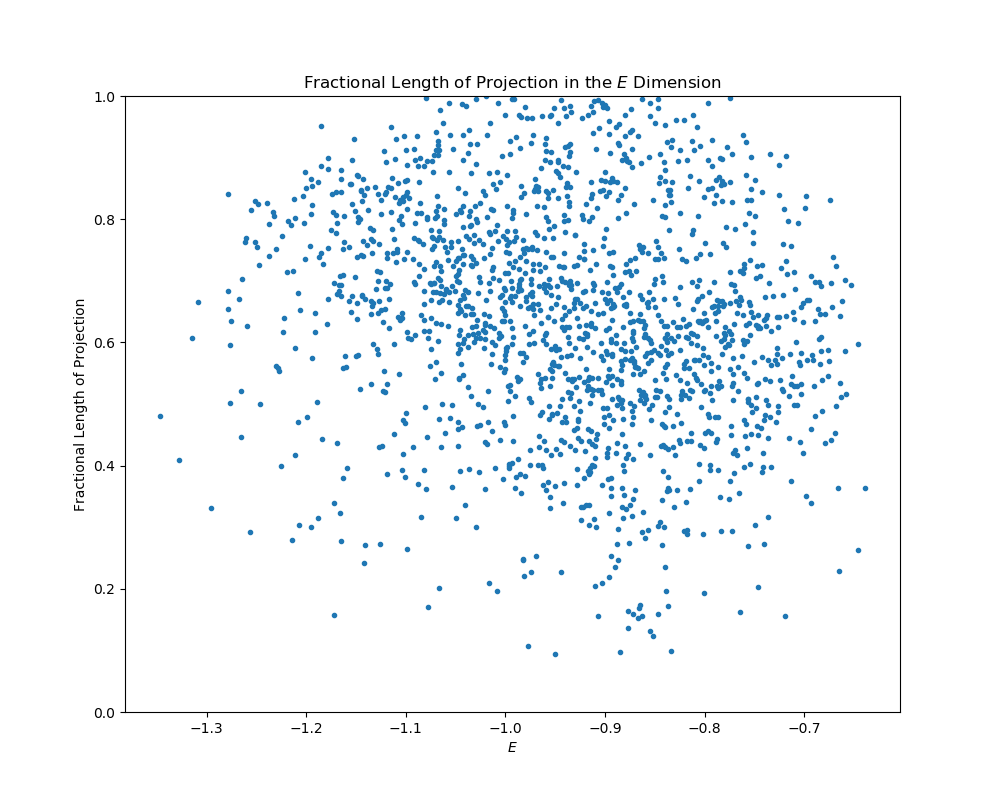 Fractional Length of Projection in the E Dimension
1.0
0.8
0.6
0.4
0.2
0.0
Fractional Length of Projection
−1.3 −1.2 −1.1 −1.0 −0.9 −0.8 −0.7
E